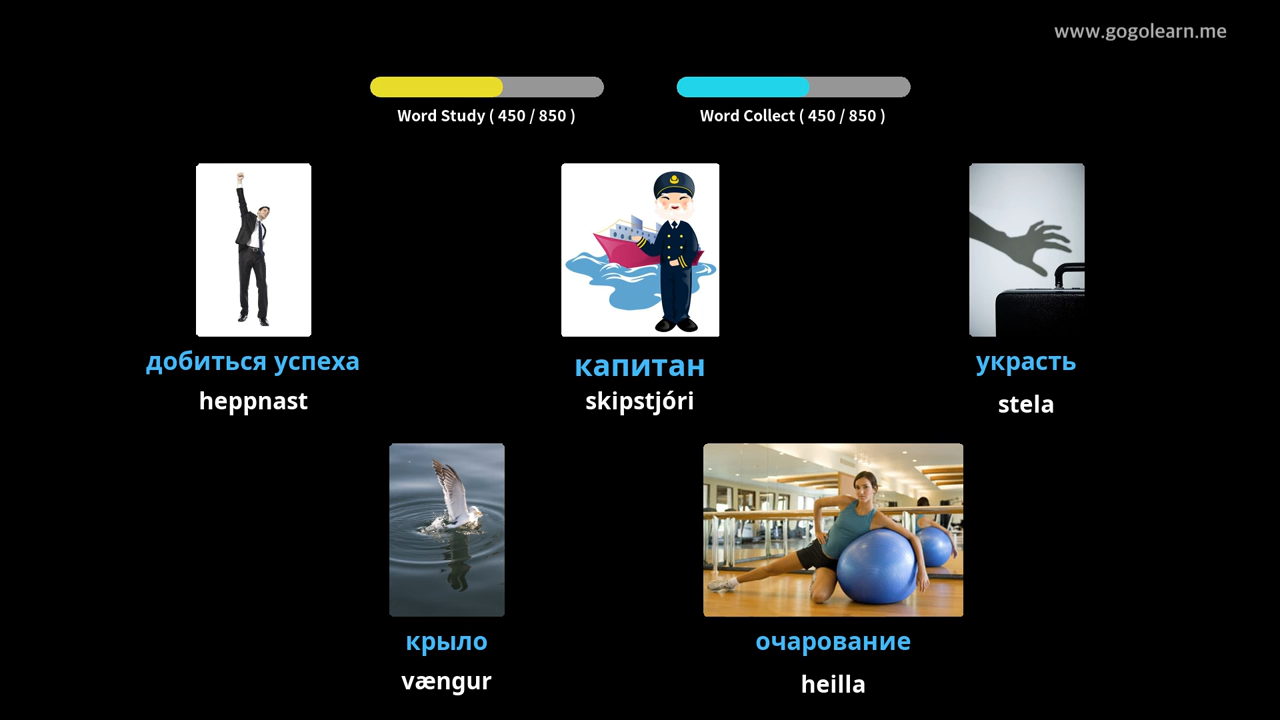 www.gogolearn.me
Word Study ( 450 / 850 )
Word Collect ( 450 / 850 )
добиться успеха
heppnast
капитан
skipstjóri
украсть
stela
крыло
vængur
очарование
heilla